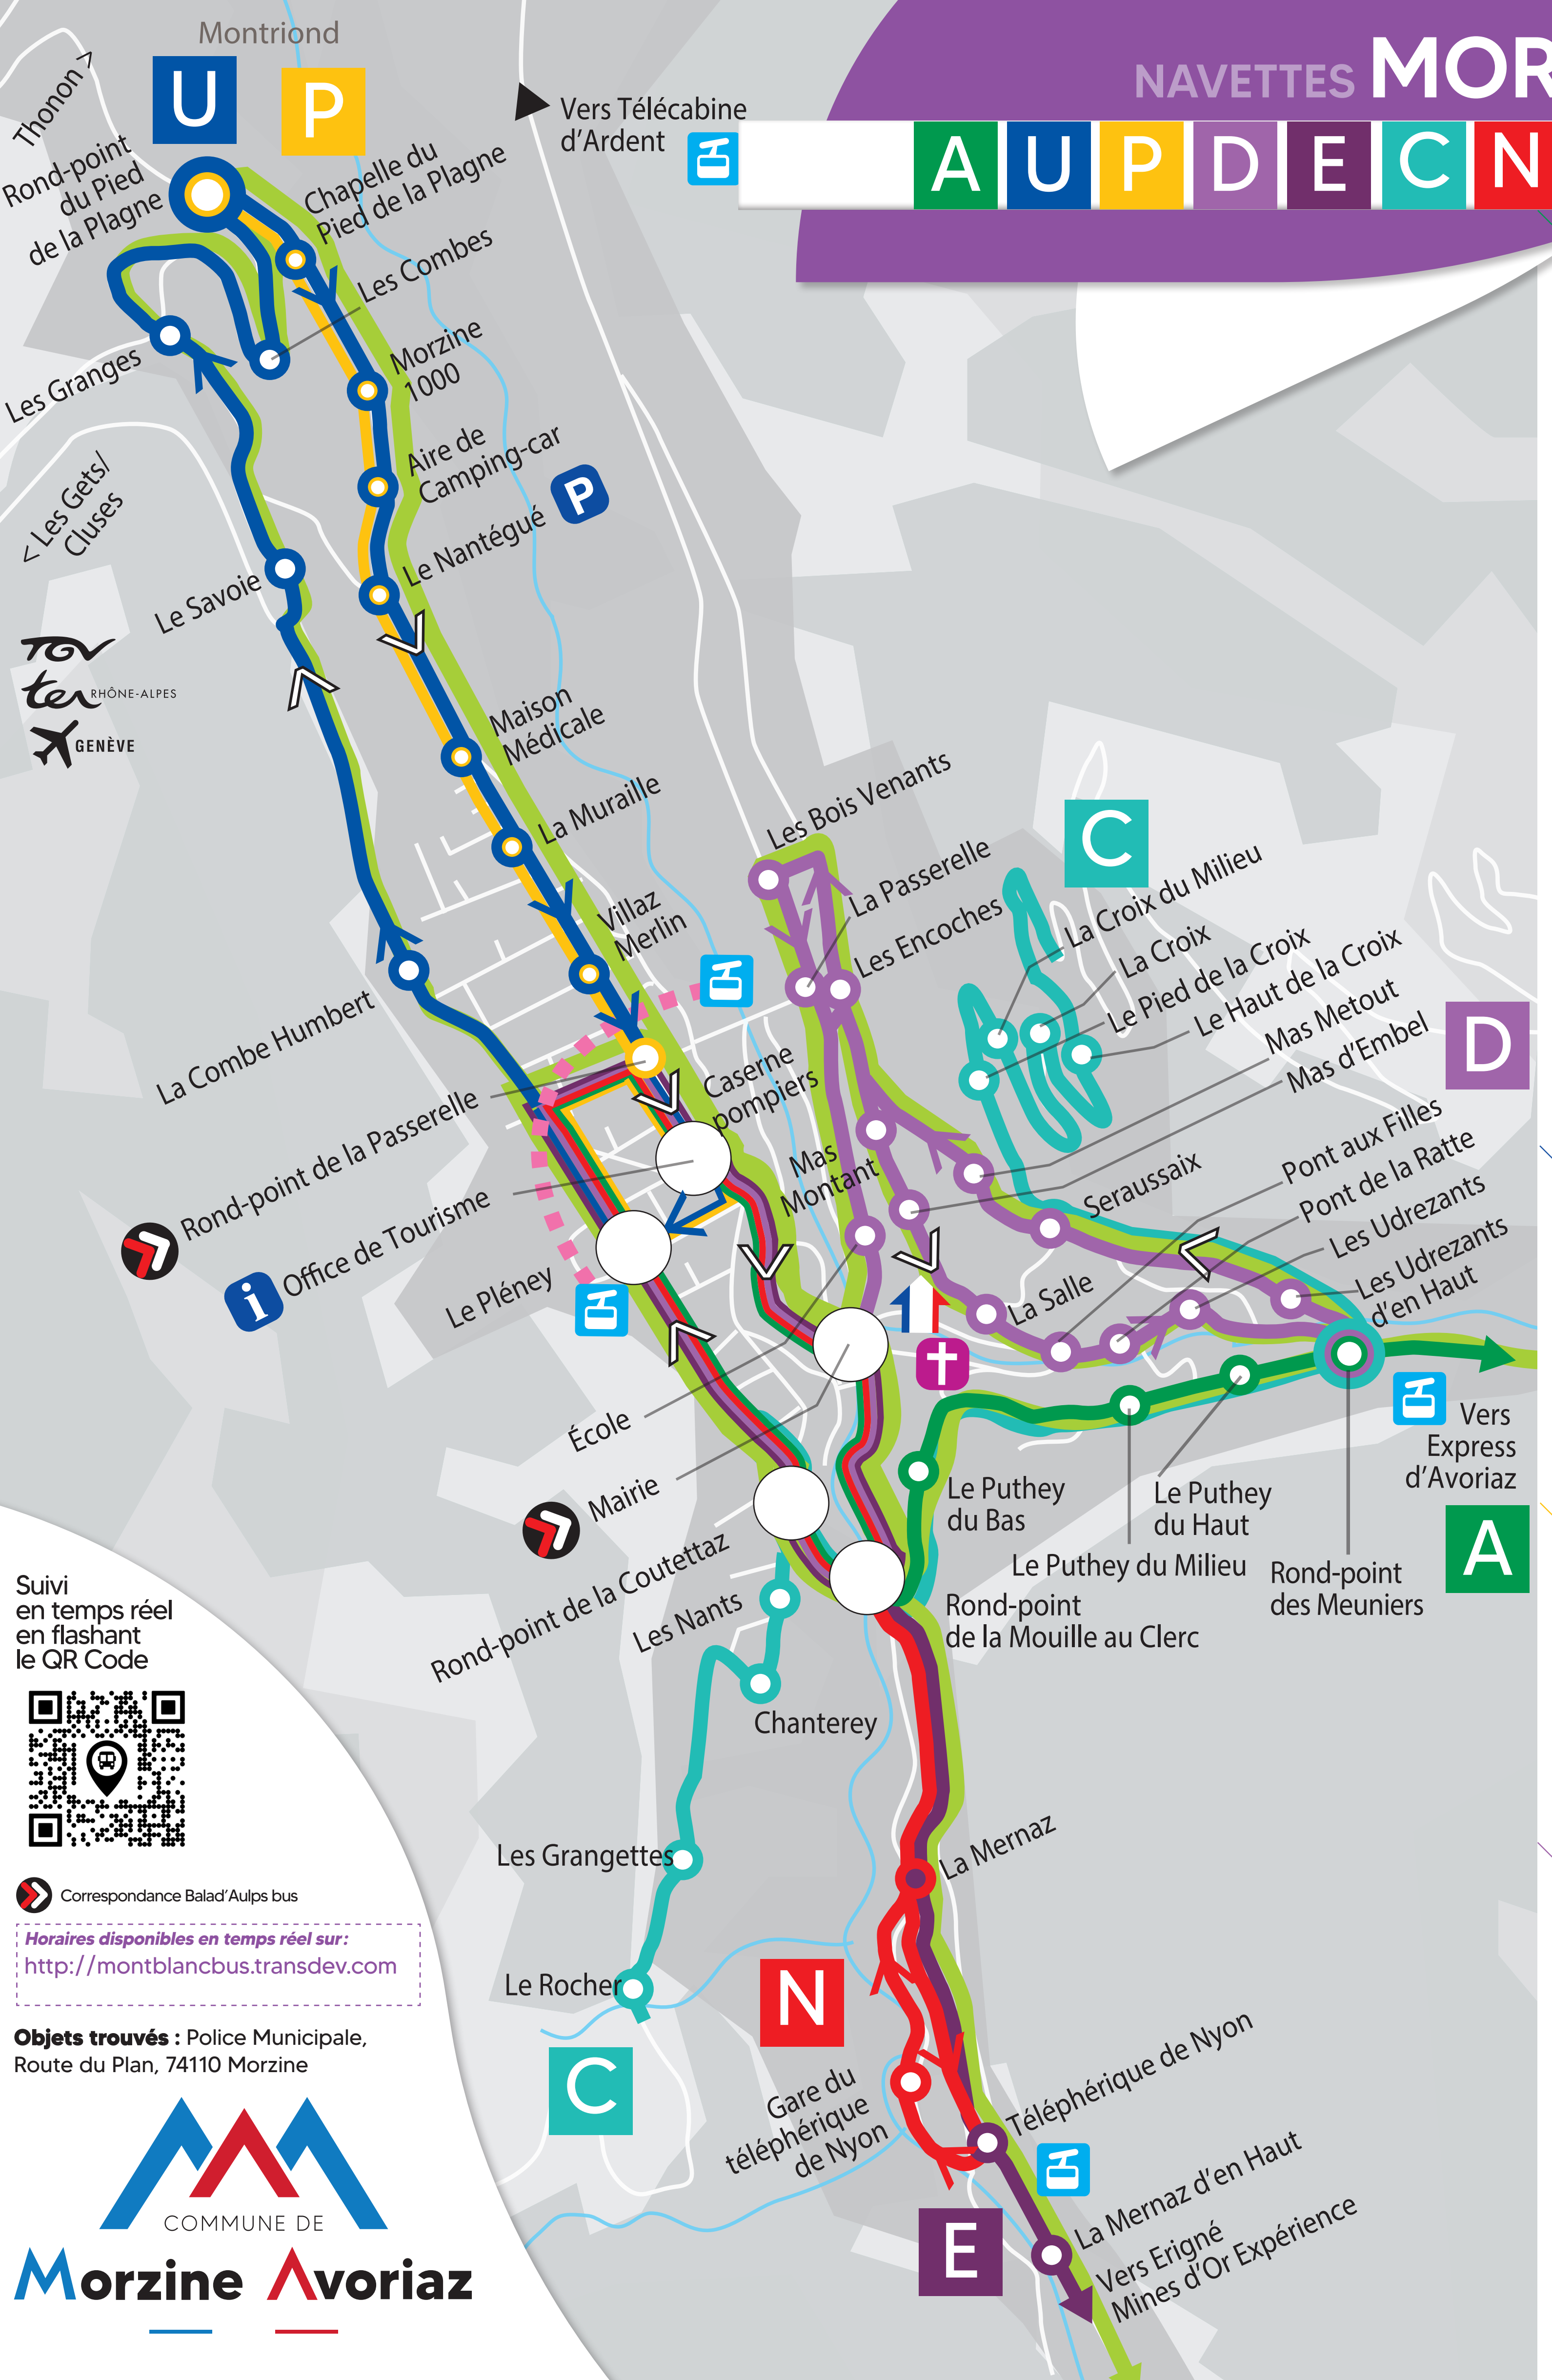 Montriond
NAVETTES MOR
A U P D E C N
U
P
Thonon >
Vers Télécabine
d'Ardent
Rond-point
du Pied
de la Plagne
Chapelle du
Pied de la Plagne
Les Combes
Les Granges
Morzine
1000
Aire de
Camping-car
< Les Gets/
Cluses
Le Nantégué
P
Le Savoie
TGV
ter RHÔNE-ALPES
GENÈVE
Maison
Médicale
La Muraille
Villaz
Merlin
Les Bois Venants
La Passerelle
Les Encoches
C
La Croix du Milieu
La Croix
Le Pied de la Croix
Le Haut de la Croix
Mas Metout
Mas d'Embel
D
La Combe Humbert
Caserne
pompiers
Rond-point de la Passerelle
i Office de Tourisme
Le Pléney
Mas
Montant
Seraussaix
Pont aux Filles
Pont de la Ratte
Les Udrezants
Les Udrezants
d'en Haut
La Salle
École
Mairie
Vers
Express
d'Avoriaz
A
Le Puthey
du Bas
Le Puthey
du Haut
Le Puthey du Milieu
Rond-point
des Meuniers
Rond-point de la Coutettaz
Rond-point
de la Mouille au Clerc
Les Nants
Chanterey
Les Grangettes
La Mernaz
Le Rocher
C
N
Gare du
téléphérique
de Nyon
Téléphérique de Nyon
E
La Mernaz d'en Haut
Vers Erigné
Mines d'Or Expérience
Suivi
en temps réel
en flashant
le QR Code
Correspondance Balad'Aulps bus
Horaires disponibles en temps réel sur :
http://montblancbus.transdev.com
Objets trouvés : Police Municipale,
Route du Plan, 74110 Morzine
COMMUNE DE
Morzine Avoriaz